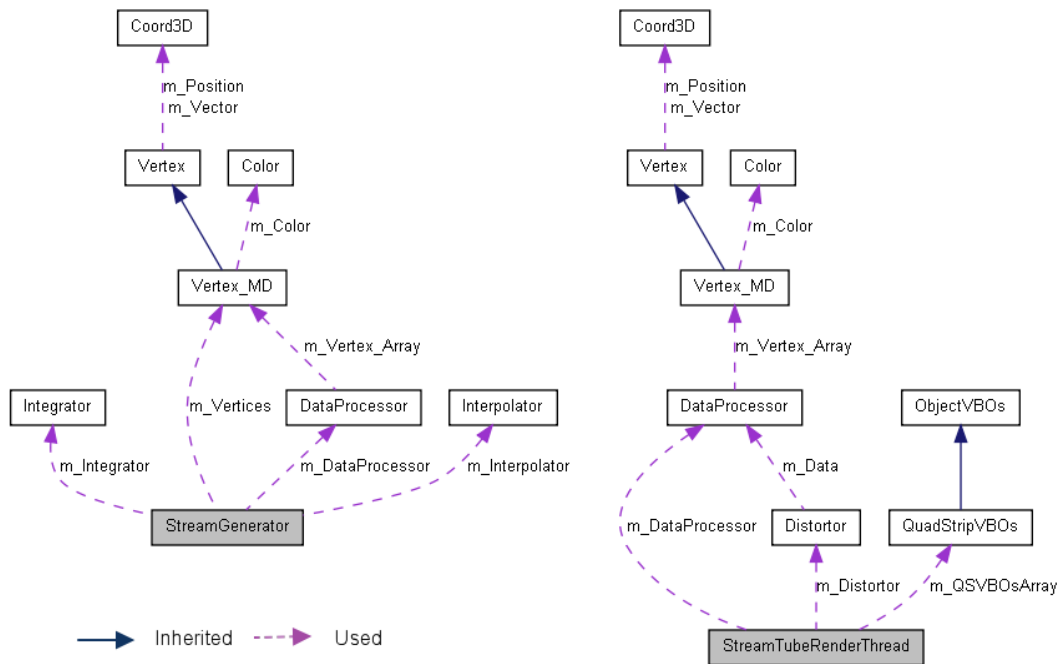 Coord3D
m_Position
m_Vector
Vertex
Color
m_Color
Vertex_MD
m_Vertex_Array
Integrator
m_Vertices
DataProcessor
Interpolator
m_Integrator
m_DataProcessor
m_Interpolator
StreamGenerator
Coord3D
m_Position
m_Vector
Vertex
Color
m_Color
Vertex_MD
m_Vertex_Array
DataProcessor
ObjectVBOs
m_Data
m_DataProcessor
Distortor
QuadStripVBOs
m_Distortor
m_QSVBOsArray
StreamTubeRenderThread
Inherited
Used